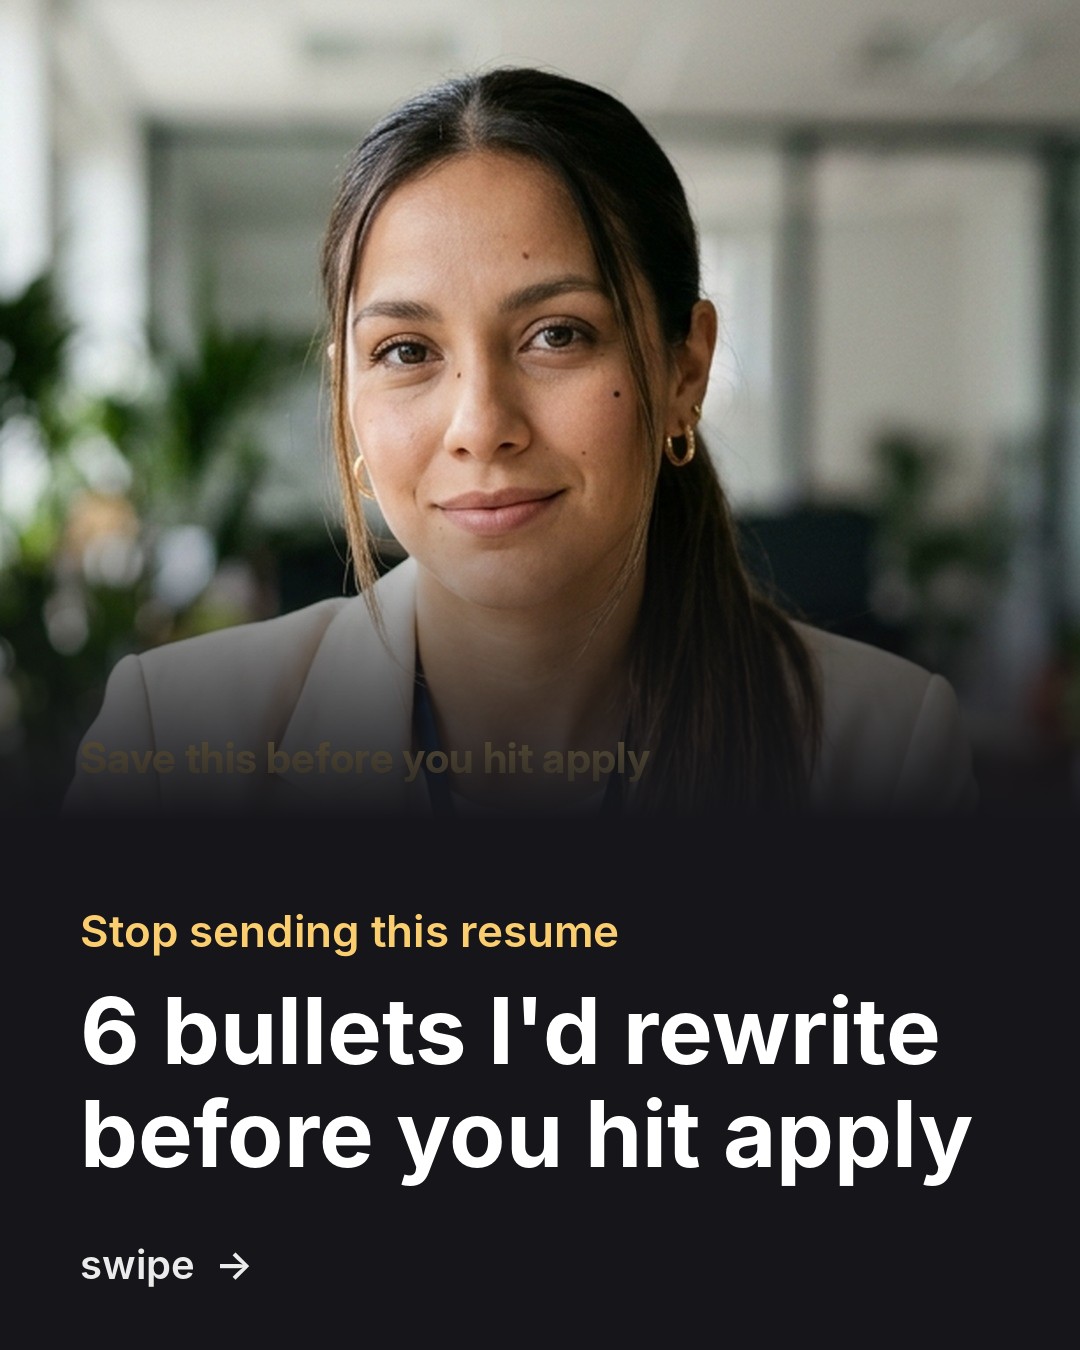 Save this before you hit apply
Stop sending this resume
6 bullets I'd rewrite
before you hit apply
swipe →